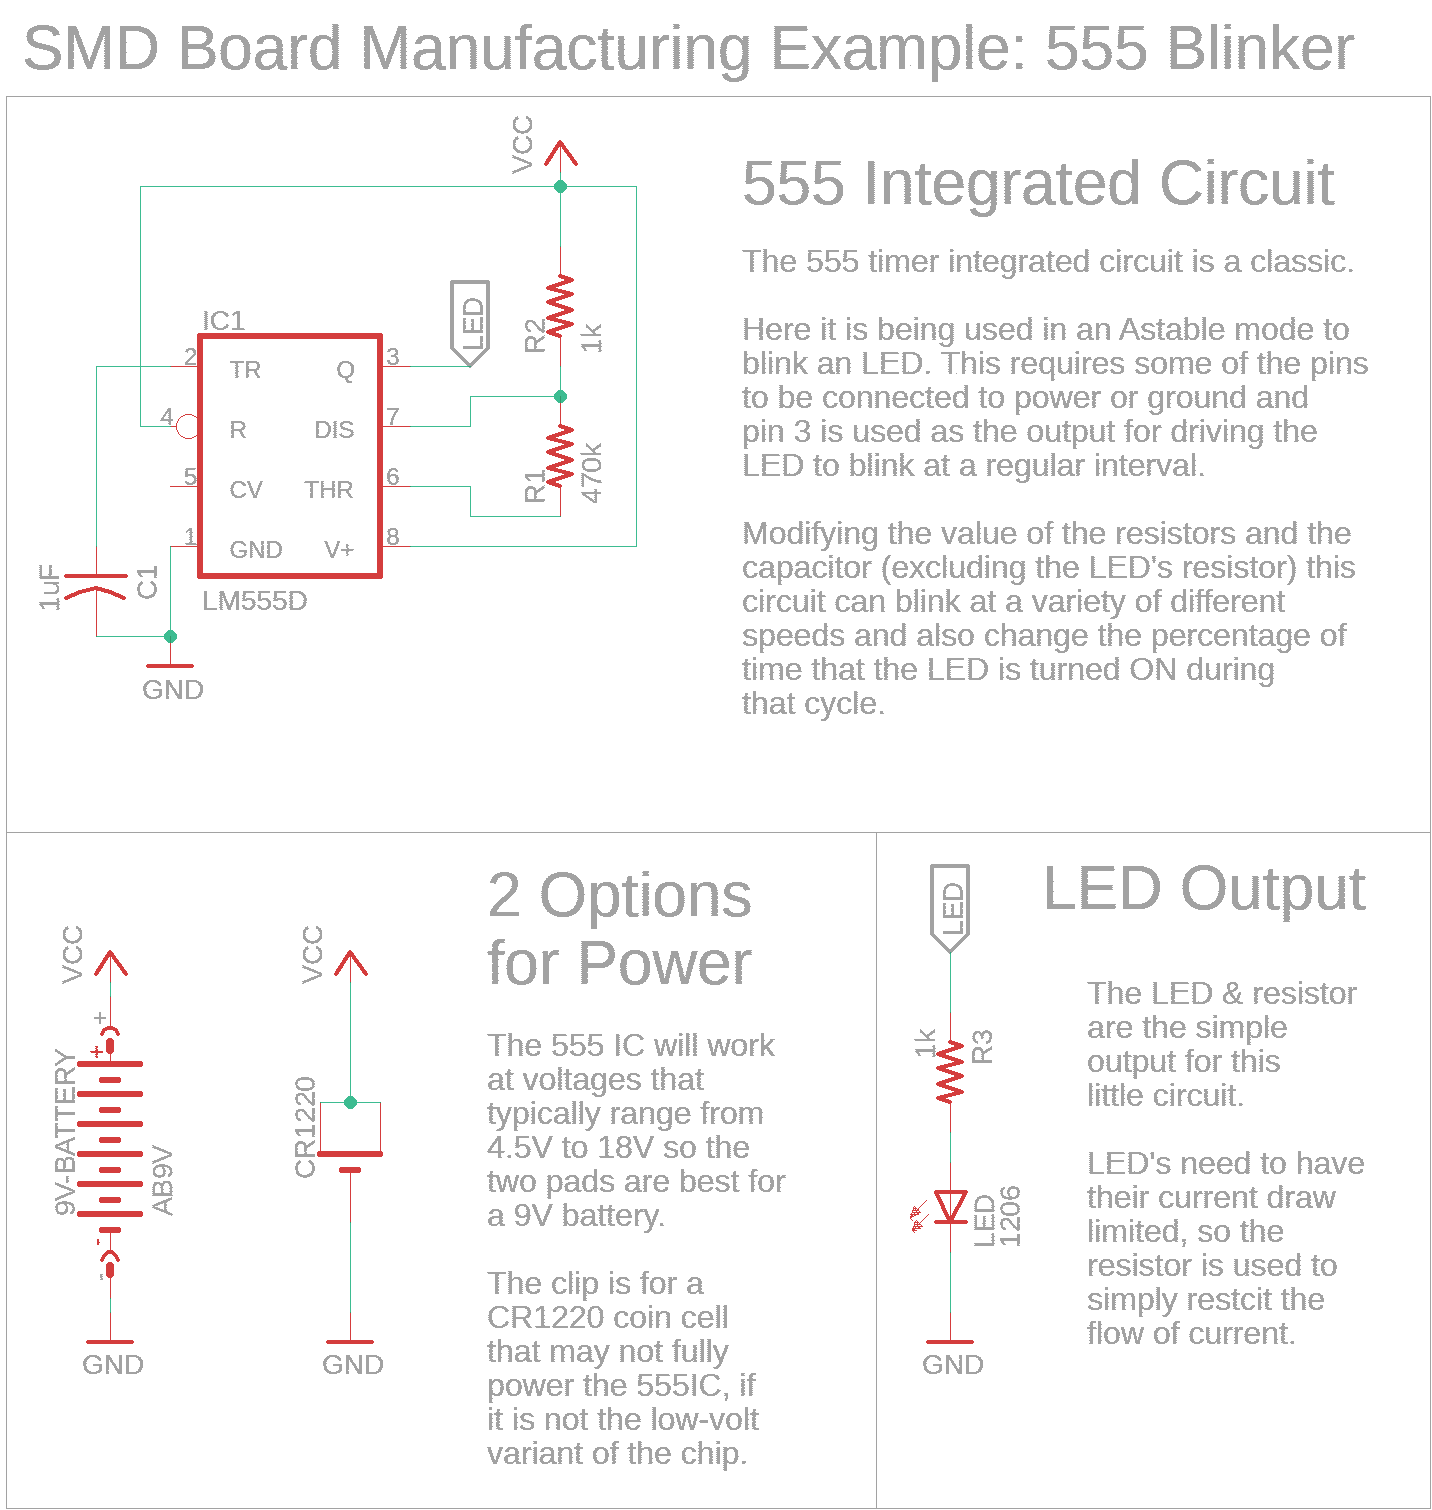 SMD Board Manufacturing Example: 555 Blinker
VCC
555 Integrated Circuit
The 555 timer integrated circuit is a classic.
Here it is being used in an Astable mode to
blink an LED. This requires some of the pins
to be connected to power or ground and
pin 3 is used as the output for driving the
LED to blink at a regular interval.
Modifying the value of the resistors and the
capacitor (excluding the LED's resistor) this
circuit can blink at a variety of different
speeds and also change the percentage of
time that the LED is turned ON during
that cycle.
LED
R2
1k
IC1
2 TR Q 3
4 R DIS 7
5 CV THR 6
1 GND V+ 8
R1
470k
1uF
C1
LM555D
GND
2 Options
for Power
The 555 IC will work
at voltages that
typically range from
4.5V to 18V so the
two pads are best for
a 9V battery.
The clip is for a
CR1220 coin cell
that may not fully
power the 555IC, if
it is not the low-volt
variant of the chip.
VCC
+
+
9V-BATTERY
AB9V
-
-
GND
VCC
CR1220
GND
LED Output
LED
The LED & resistor
are the simple
output for this
little circuit.
LED's need to have
their current draw
limited, so the
resistor is used to
simply restcit the
flow of current.
1k
R3
LED
1206
GND